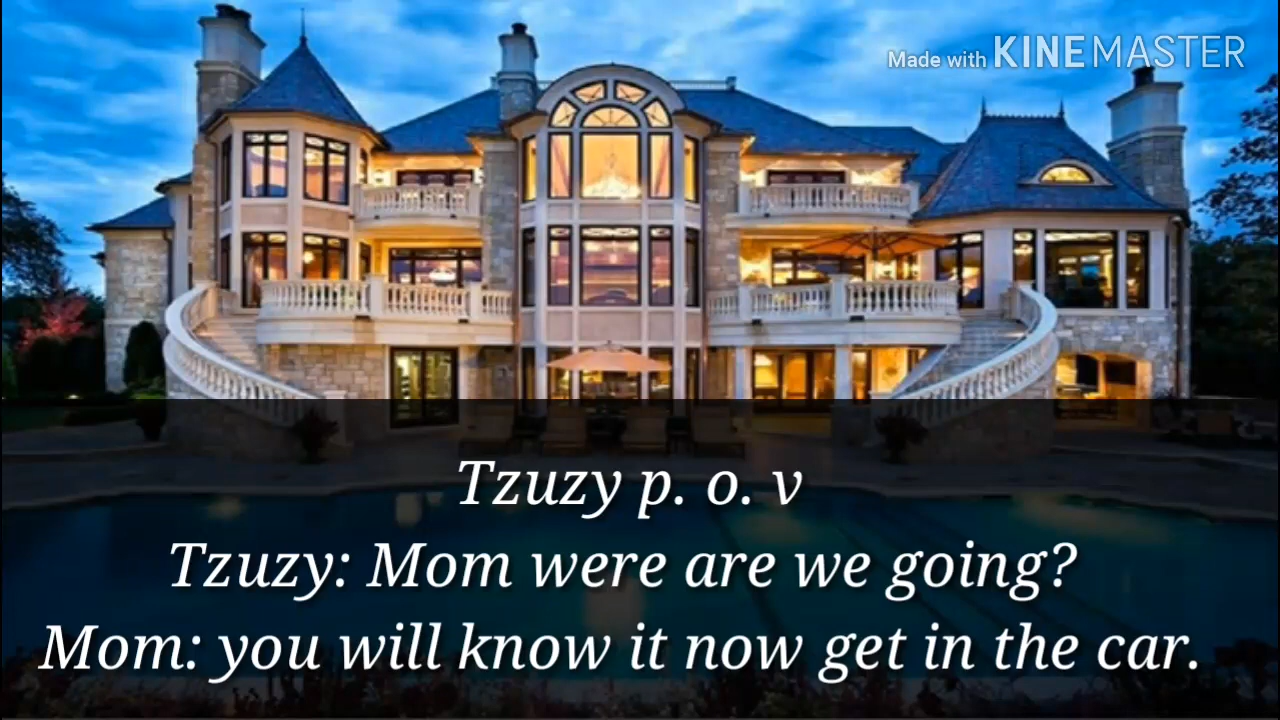 Made with KINEMASTER
Tzuzy p. o. v
Tzuzy: Mom were are we going?
Mom: you will know it now get in the car.